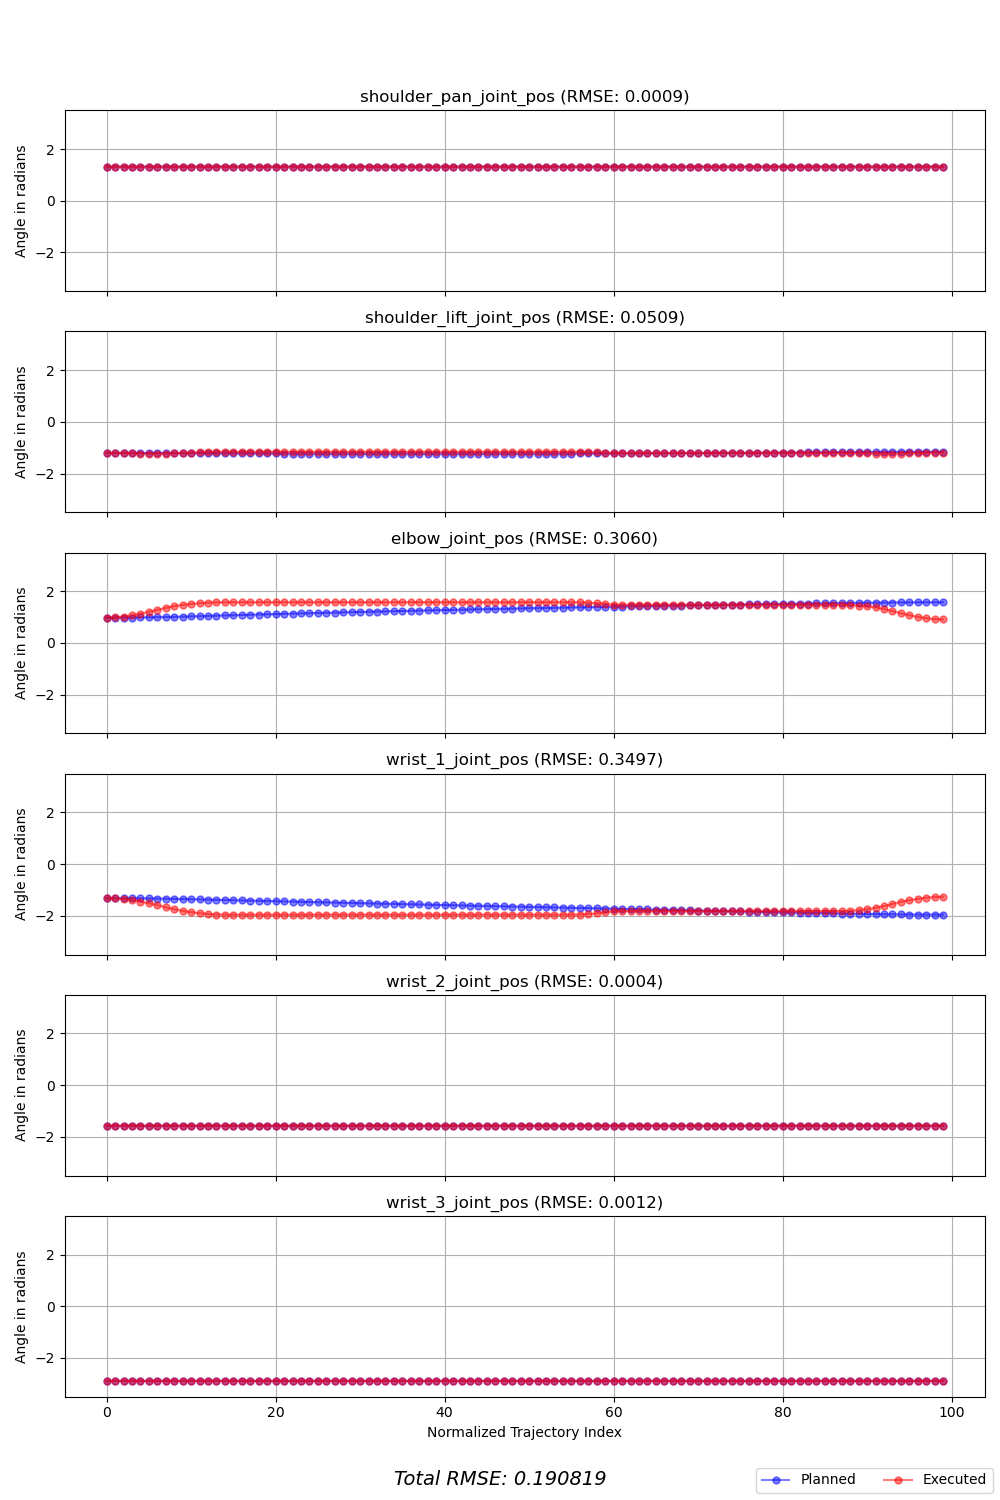 shoulder_pan_joint_pos (RMSE: 0.0009)
Angle in radians
2
0
−2
shoulder_lift_joint_pos (RMSE: 0.0509)
Angle in radians
2
0
−2
elbow_joint_pos (RMSE: 0.3060)
Angle in radians
2
0
−2
wrist_1_joint_pos (RMSE: 0.3497)
Angle in radians
2
0
−2
wrist_2_joint_pos (RMSE: 0.0004)
Angle in radians
2
0
−2
wrist_3_joint_pos (RMSE: 0.0012)
Angle in radians
2
0
−2
0 20 40 60 80 100
Normalized Trajectory Index
Total RMSE: 0.190819
Planned Executed